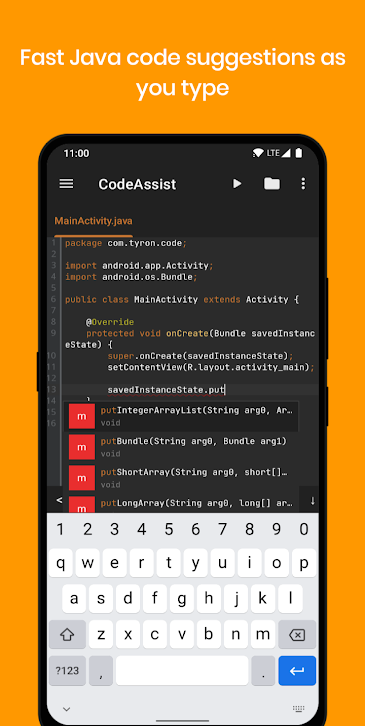 Fast Java code suggestions as
you type
11:00
LTE
CodeAssist
MainActivity.java
1 package com.tyron.code;
2
3 import android.app.Activity;
4 import android.os.Bundle;
5
6 public class MainActivity extends Activity {
7
8 @Override
9 protected void onCreate(Bundle savedInstanc
eState) {
10 super.onCreate(savedInstanceState);
11 setContentView(R.layout.activity_main);
12
13 savedInstanceState.put
14 }
15
16
m putIntegerArrayList(String arg0, Ar…
void
m putBundle(String arg0, Bundle arg1)
void
m putShortArray(String arg0, short[]…
void
m putLongArray(String arg0, long[] ar…
< ↓
1 2 3 4 5 6 7 8 9 0
q w e r t y u i o p
a s d f g h j k l
z x c v b n m
?123 , .